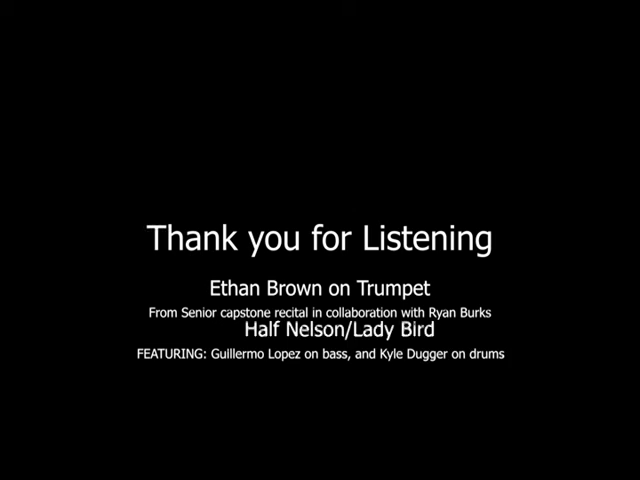 Thank you for Listening
Ethan Brown on Trumpet
From Senior capstone recital in collaboration with Ryan Burks
Half Nelson/Lady Bird
FEATURING: Guillermo Lopez on bass, and Kyle Dugger on drums